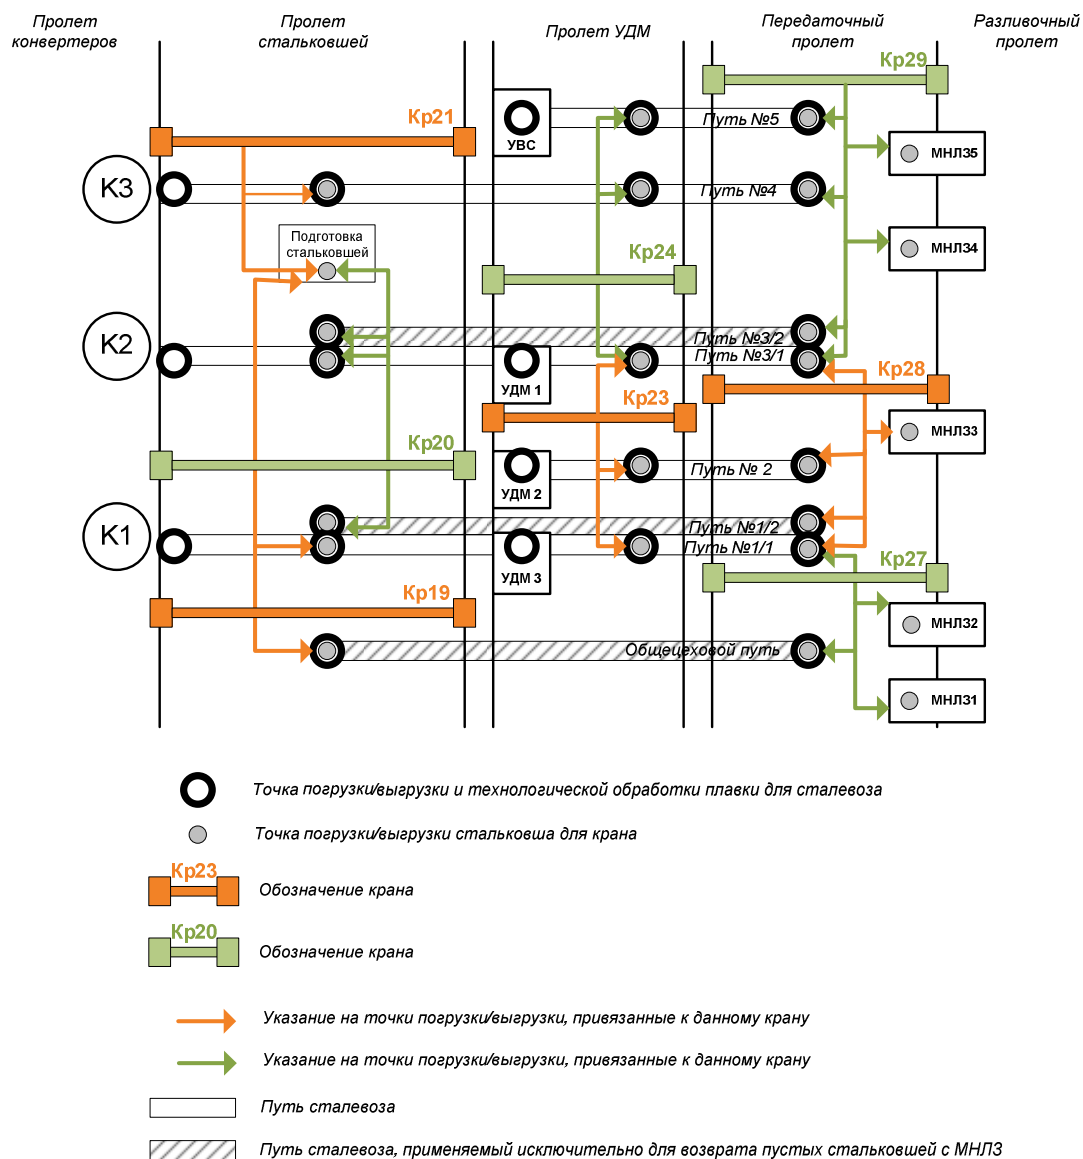 Пролет
конвертеров
Пролет
стальковшей
Пролет УДМ
Передаточный
пролет
Разливочный
пролет
Кр29
Кр21
УВС
Путь №5
МНЛЗ5
К3
Путь №4
Подготовка
стальковшей
Кр24
МНЛЗ4
К2
Путь №3/2
Путь №3/1
УДМ 1
Кр28
Кр23
МНЛЗ3
Кр20
УДМ 2
Путь № 2
К1
Путь №1/2
Путь №1/1
УДМ 3
Кр27
Кр19
МНЛЗ2
Общецеховой путь
МНЛЗ1
Точка погрузки/выгрузки и технологической обработки плавки для сталевоза
Точка погрузки/выгрузки стальковша для крана
Кр23
Обозначение крана
Кр20
Обозначение крана
Указание на точки погрузки/выгрузки, привязанные к данному крану
Указание на точки погрузки/выгрузки, привязанные к данному крану
Путь сталевоза
Путь сталевоза, применяемый исключительно для возврата пустых стальковшей с МНЛЗ